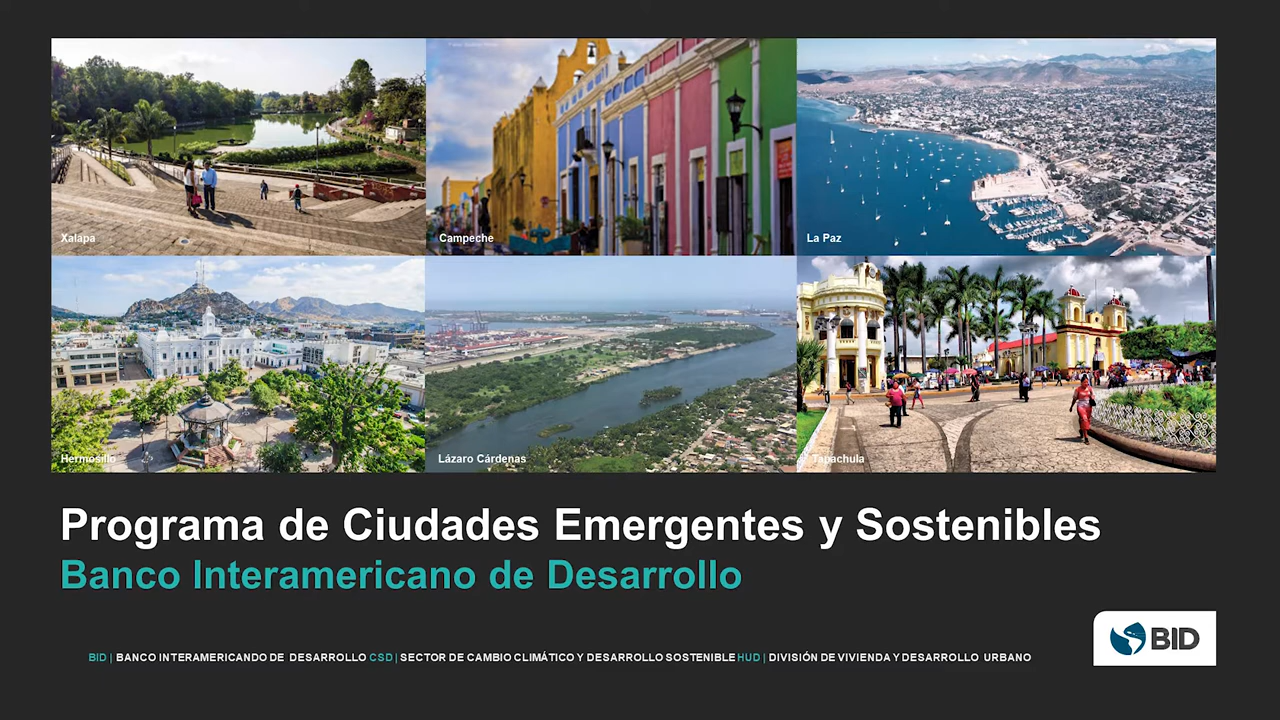 Xalapa
Campeche
La Paz
Hermosillo
Lázaro Cárdenas
Tapachula
Programa de Ciudades Emergentes y Sostenibles
Banco Interamericano de Desarrollo
BID | BANCO INTERAMERICANDO DE DESARROLLO CSD | SECTOR DE CAMBIO CLIMÁTICO Y DESARROLLO SOSTENIBLE HUD | DIVISIÓN DE VIVIENDA Y DESARROLLO URBANO
BID